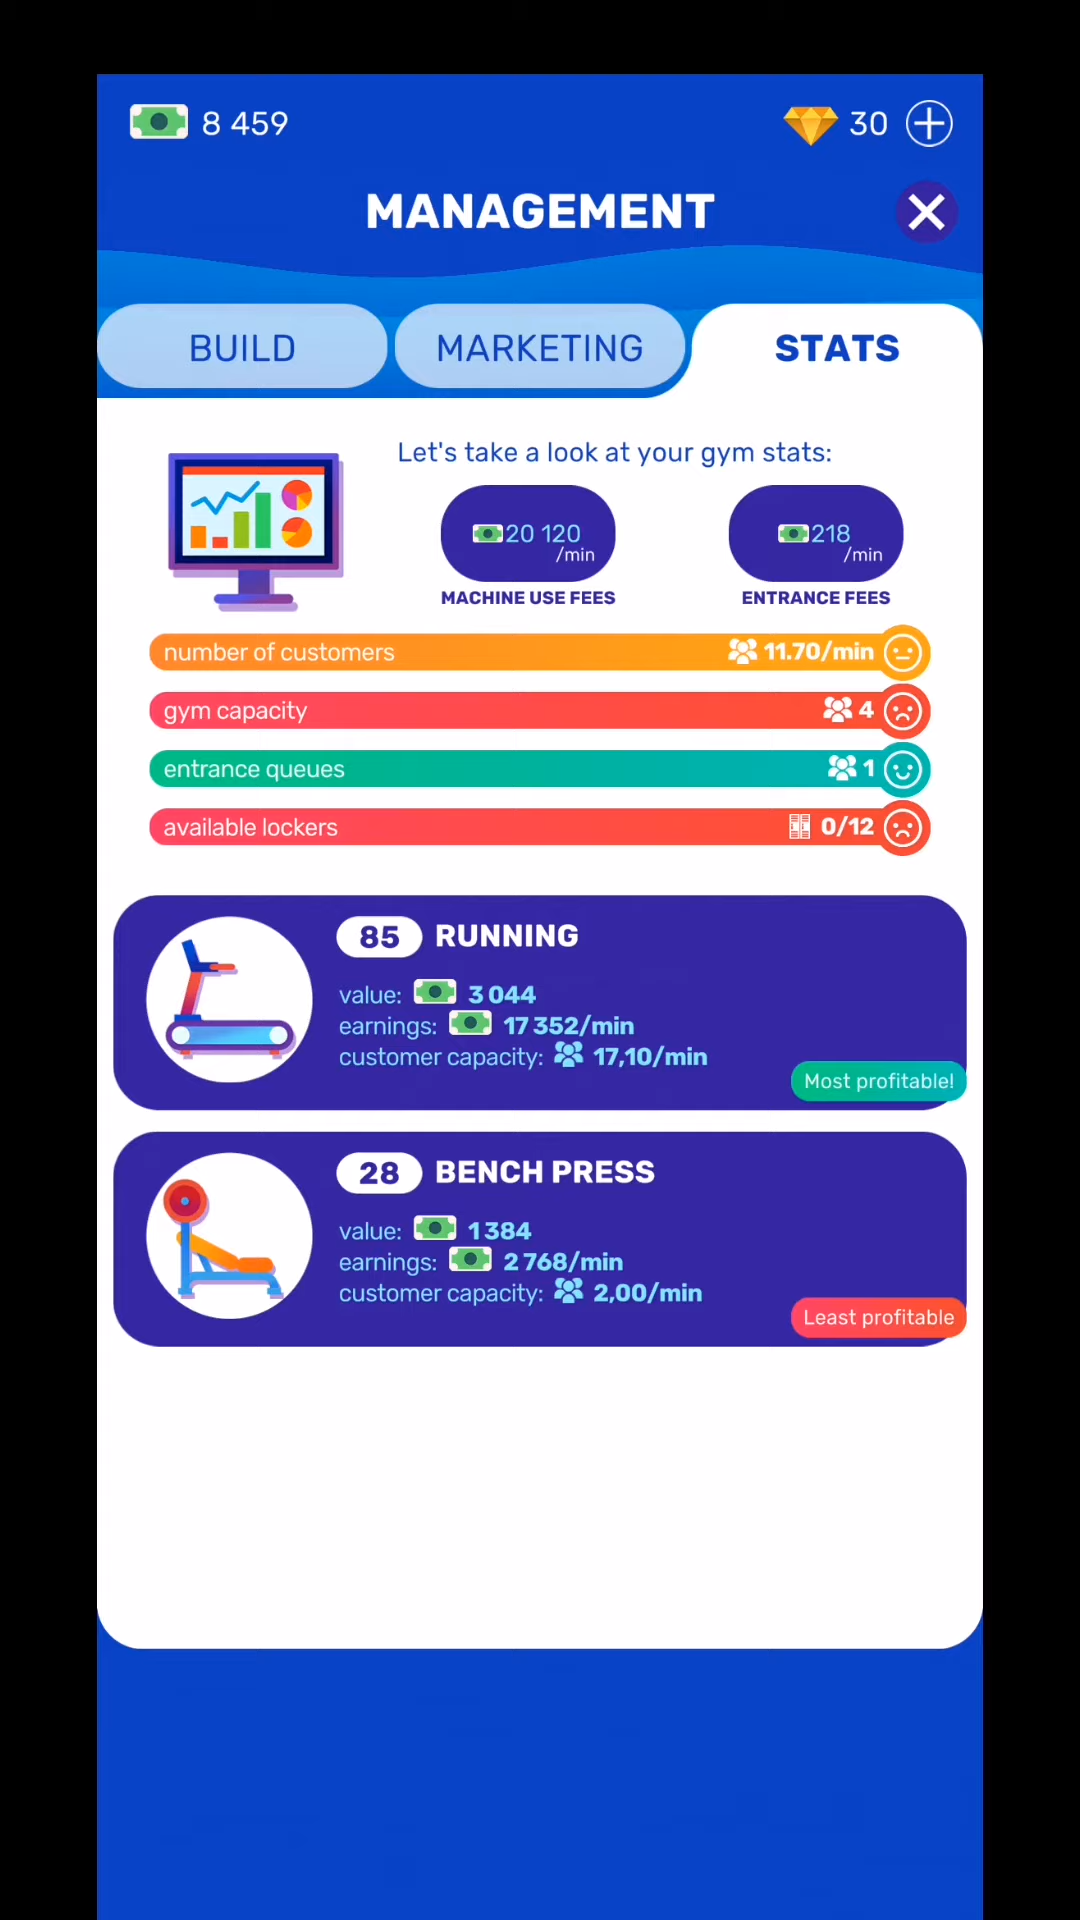 8 459
30
MANAGEMENT
BUILD
MARKETING
STATS
Let's take a look at your gym stats:
20 120
/min
MACHINE USE FEES
218
/min
ENTRANCE FEES
number of customers 11.70/min
gym capacity 4
entrance queues 1
available lockers 0/12
85 RUNNING
value: 3 044
earnings: 17 352/min
customer capacity: 17,10/min
Most profitable!
28 BENCH PRESS
value: 1 384
earnings: 2 768/min
customer capacity: 2,00/min
Least profitable